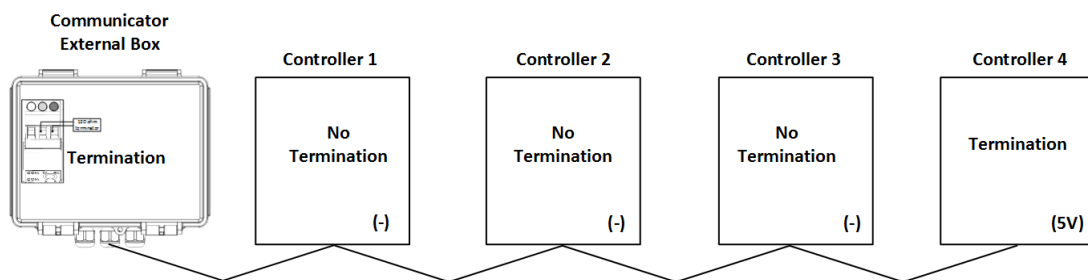 Communicator
External Box
Termination
Controller 1
No
Termination
(-)
Controller 2
No
Termination
(-)
Controller 3
No
Termination
(-)
Controller 4
Termination
(5V)